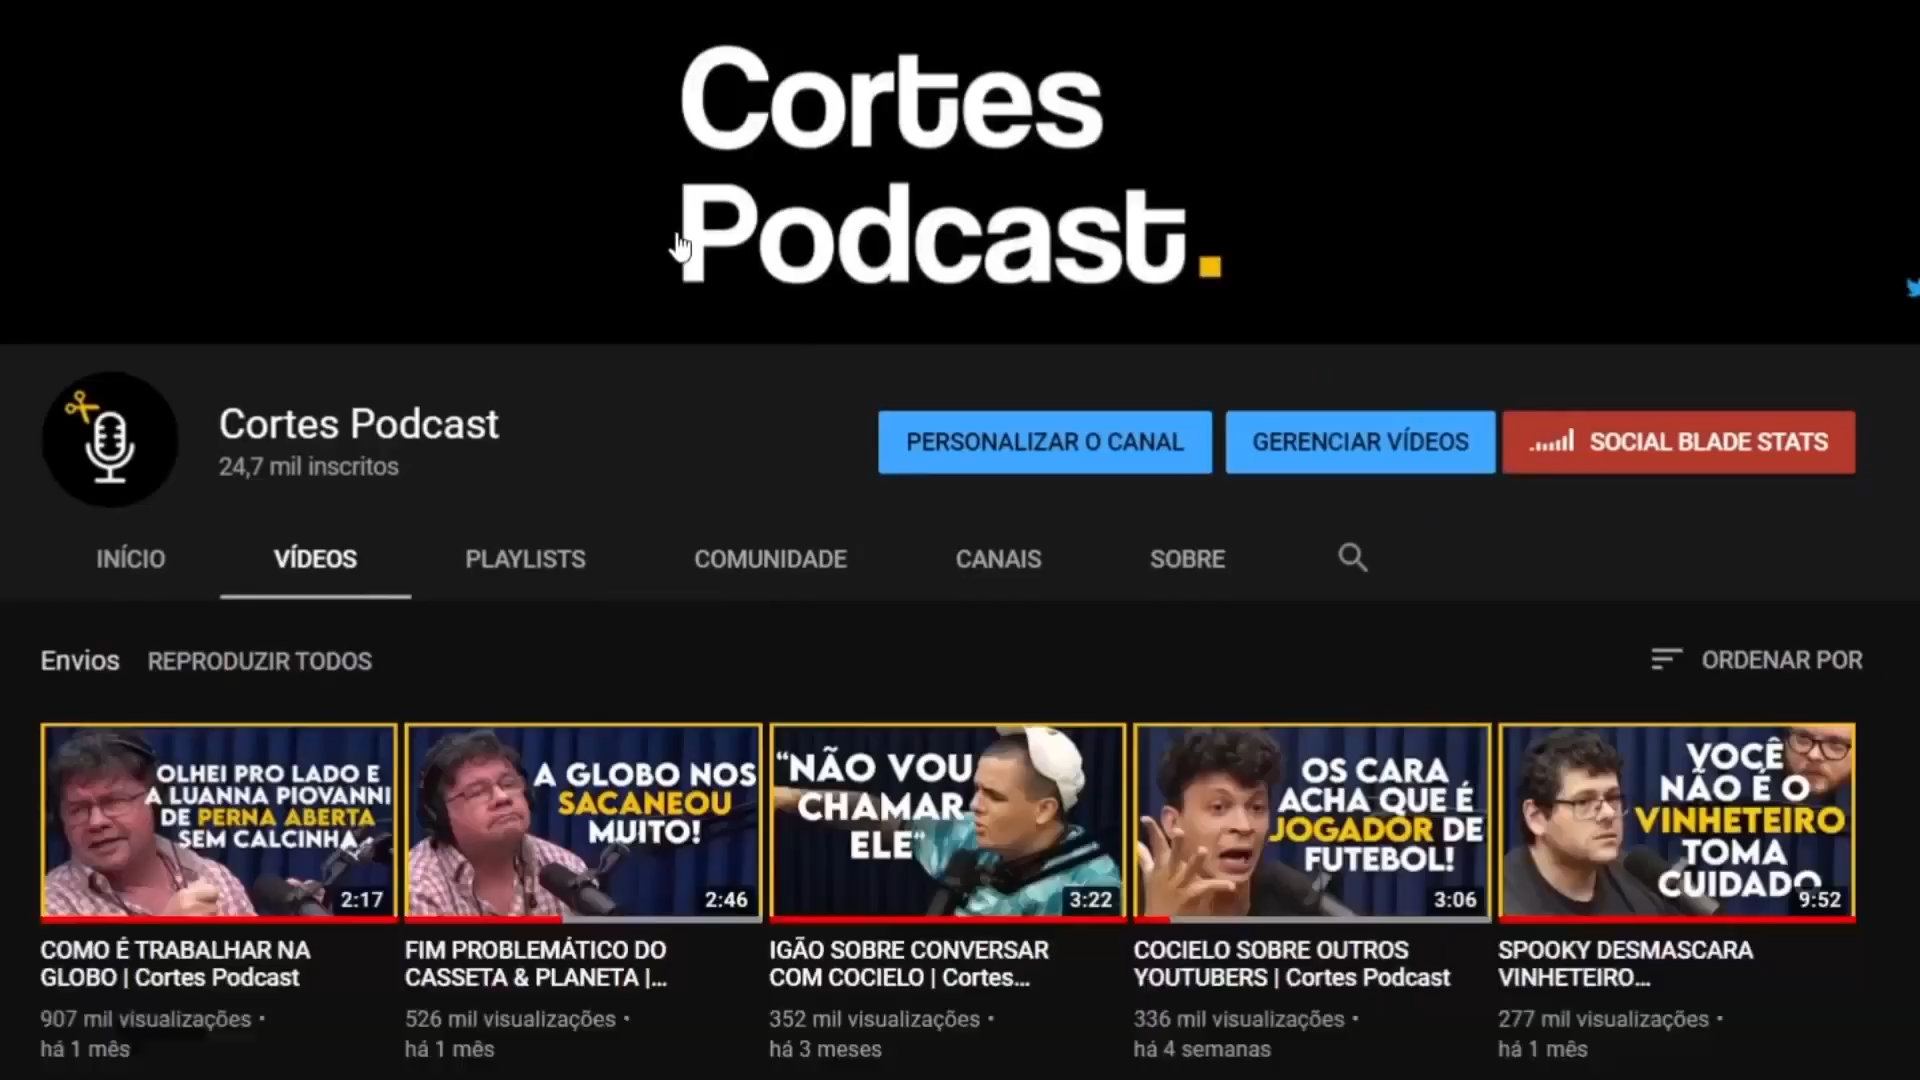 Cortes
Podcast.
Cortes Podcast
24,7 mil inscritos
PERSONALIZAR O CANAL
GERENCIAR VÍDEOS
SOCIAL BLADE STATS
INÍCIO
VÍDEOS
PLAYLISTS
COMUNIDADE
CANAIS
SOBRE
Envios
REPRODUZIR TODOS
ORDENAR POR
OLHEI PRO LADO E
A LUANNA PIOVANNI
DE PERNA ABERTA
SEM CALCINHA
2:17
COMO É TRABALHAR NA
GLOBO | Cortes Podcast
907 mil visualizações •
há 1 mês
A GLOBO NOS
SACANEOU
MUITO!
2:46
FIM PROBLEMÁTICO DO
CASSETA & PLANETA |...
526 mil visualizações •
há 1 mês
"NÃO VOU
CHAMAR
ELE"
3:22
IGÃO SOBRE CONVERSAR
COM COCIELO | Cortes...
352 mil visualizações •
há 3 meses
OS CARA
ACHA QUE É
JOGADOR DE
FUTEBOL!
3:06
COCIELO SOBRE OUTROS
YOUTUBERS | Cortes Podcast
336 mil visualizações •
há 4 semanas
VOCÊ
NÃO É O
VINHETEIRO
TOMA
CUIDADO
9:52
SPOOKY DESMASCARA
VINHETEIRO...
277 mil visualizações •
há 1 mês